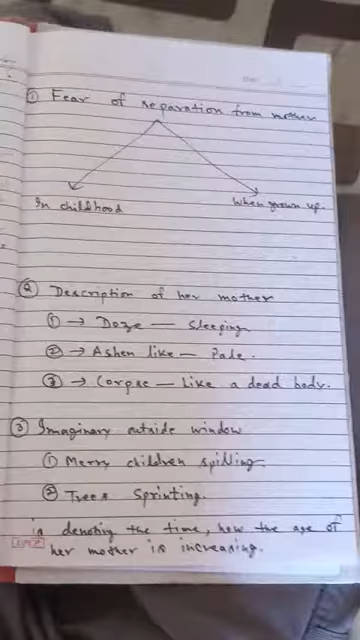 ① Fear of separation from mother
In childhood When grown up.
② Description of her mother
① → Doze — Sleeping.
② → Ashen like — Pale.
③ → Corpse — Like a dead body.
③ Imaginary outside window
① Merry children spilling.
② Trees Sprinting.
is denoting the time, how the age of
her mother is increasing.